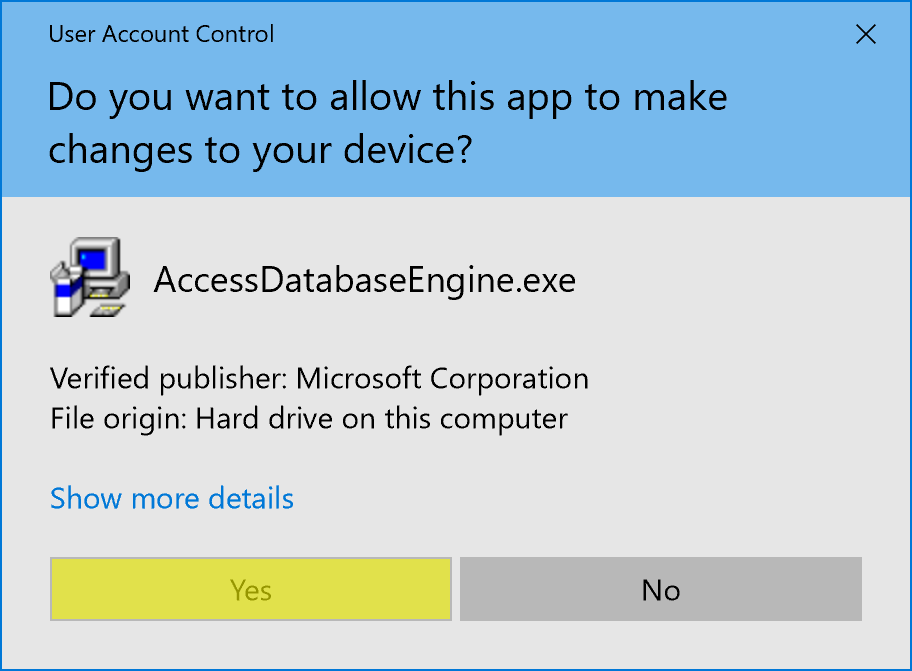 User Account Control
Do you want to allow this app to make
changes to your device?
AccessDatabaseEngine.exe
Verified publisher: Microsoft Corporation
File origin: Hard drive on this computer
Show more details
Yes
No